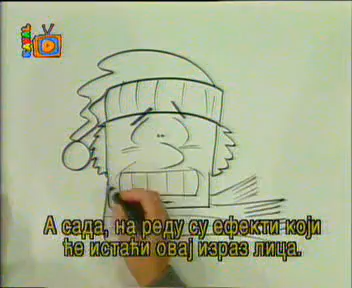 А сада, на реду су ефекти који
ће истаћи овај израз лица.